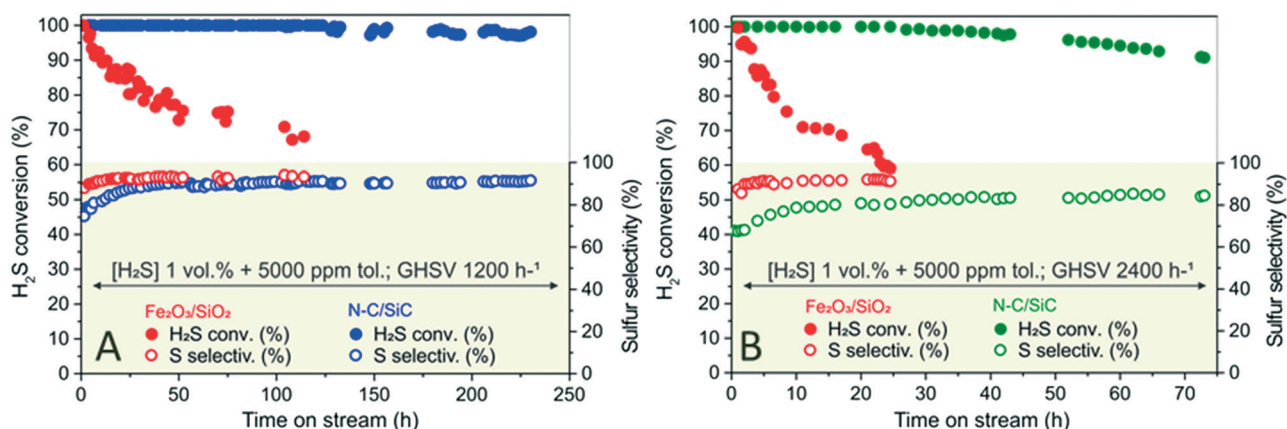 H₂S conversion (%)
100
90
80
70
60
50
40
30
20
10
0
100
80
60
40
20
0
Sulfur selectivity (%)
[H₂S] 1 vol.% + 5000 ppm tol.; GHSV 1200 h⁻¹
Fe₂O₃/SiO₂ N-C/SiC
H₂S conv. (%) H₂S conv. (%)
S selectiv. (%) S selectiv. (%)
A
0 50 100 150 200 250
Time on stream (h)
H₂S conversion (%)
100
90
80
70
60
50
40
30
20
10
0
100
80
60
40
20
0
Sulfur selectivity (%)
[H₂S] 1 vol.% + 5000 ppm tol.; GHSV 2400 h⁻¹
Fe₂O₃/SiO₂ N-C/SiC
H₂S conv. (%) H₂S conv. (%)
S selectiv. (%) S selectiv. (%)
B
0 10 20 30 40 50 60 70
Time on stream (h)